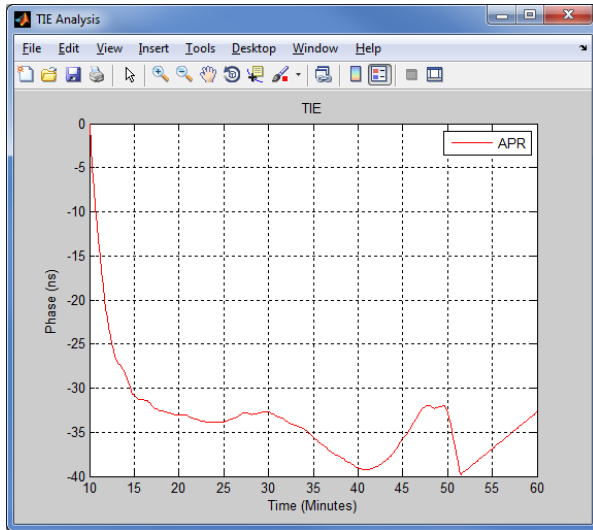 TIE Analysis
File Edit View Insert Tools Desktop Window Help
TIE
APR
0
-5
-10
-15
-20
-25
-30
-35
-40
Phase (ns)
10 15 20 25 30 35 40 45 50 55 60
Time (Minutes)